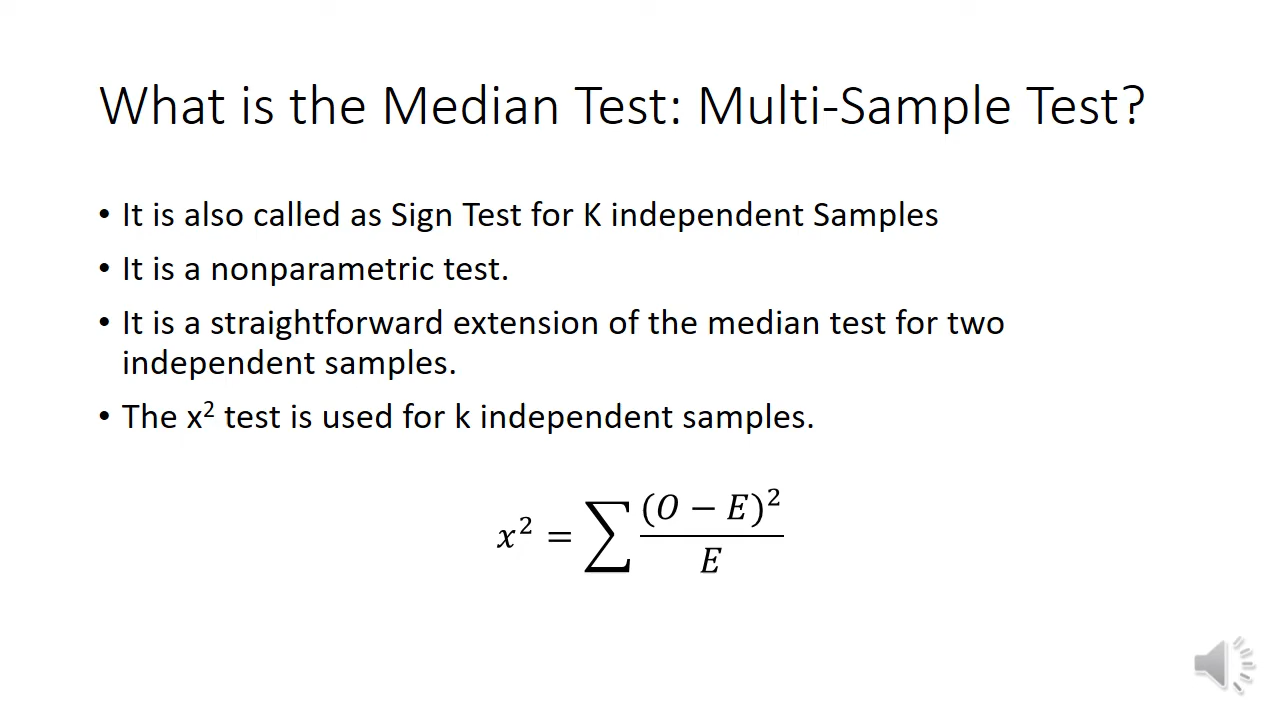 What is the Median Test: Multi-Sample Test?
• It is also called as Sign Test for K independent Samples
• It is a nonparametric test.
• It is a straightforward extension of the median test for two
independent samples.
• The x² test is used for k independent samples.
x² = ∑ (O − E)² / E